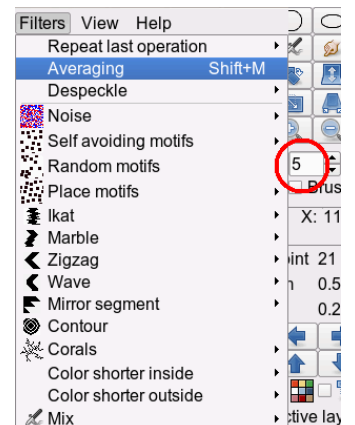 Filters View Help
Repeat last operation
Averaging Shift+M
Despeckle
Noise
Self avoiding motifs
Random motifs
5
Place motifs
Ikat
X: 11
Marble
Zigzag
21
Wave
0.5
Mirror segment
0.2
Contour
Corals
Color shorter inside
Color shorter outside
Mix